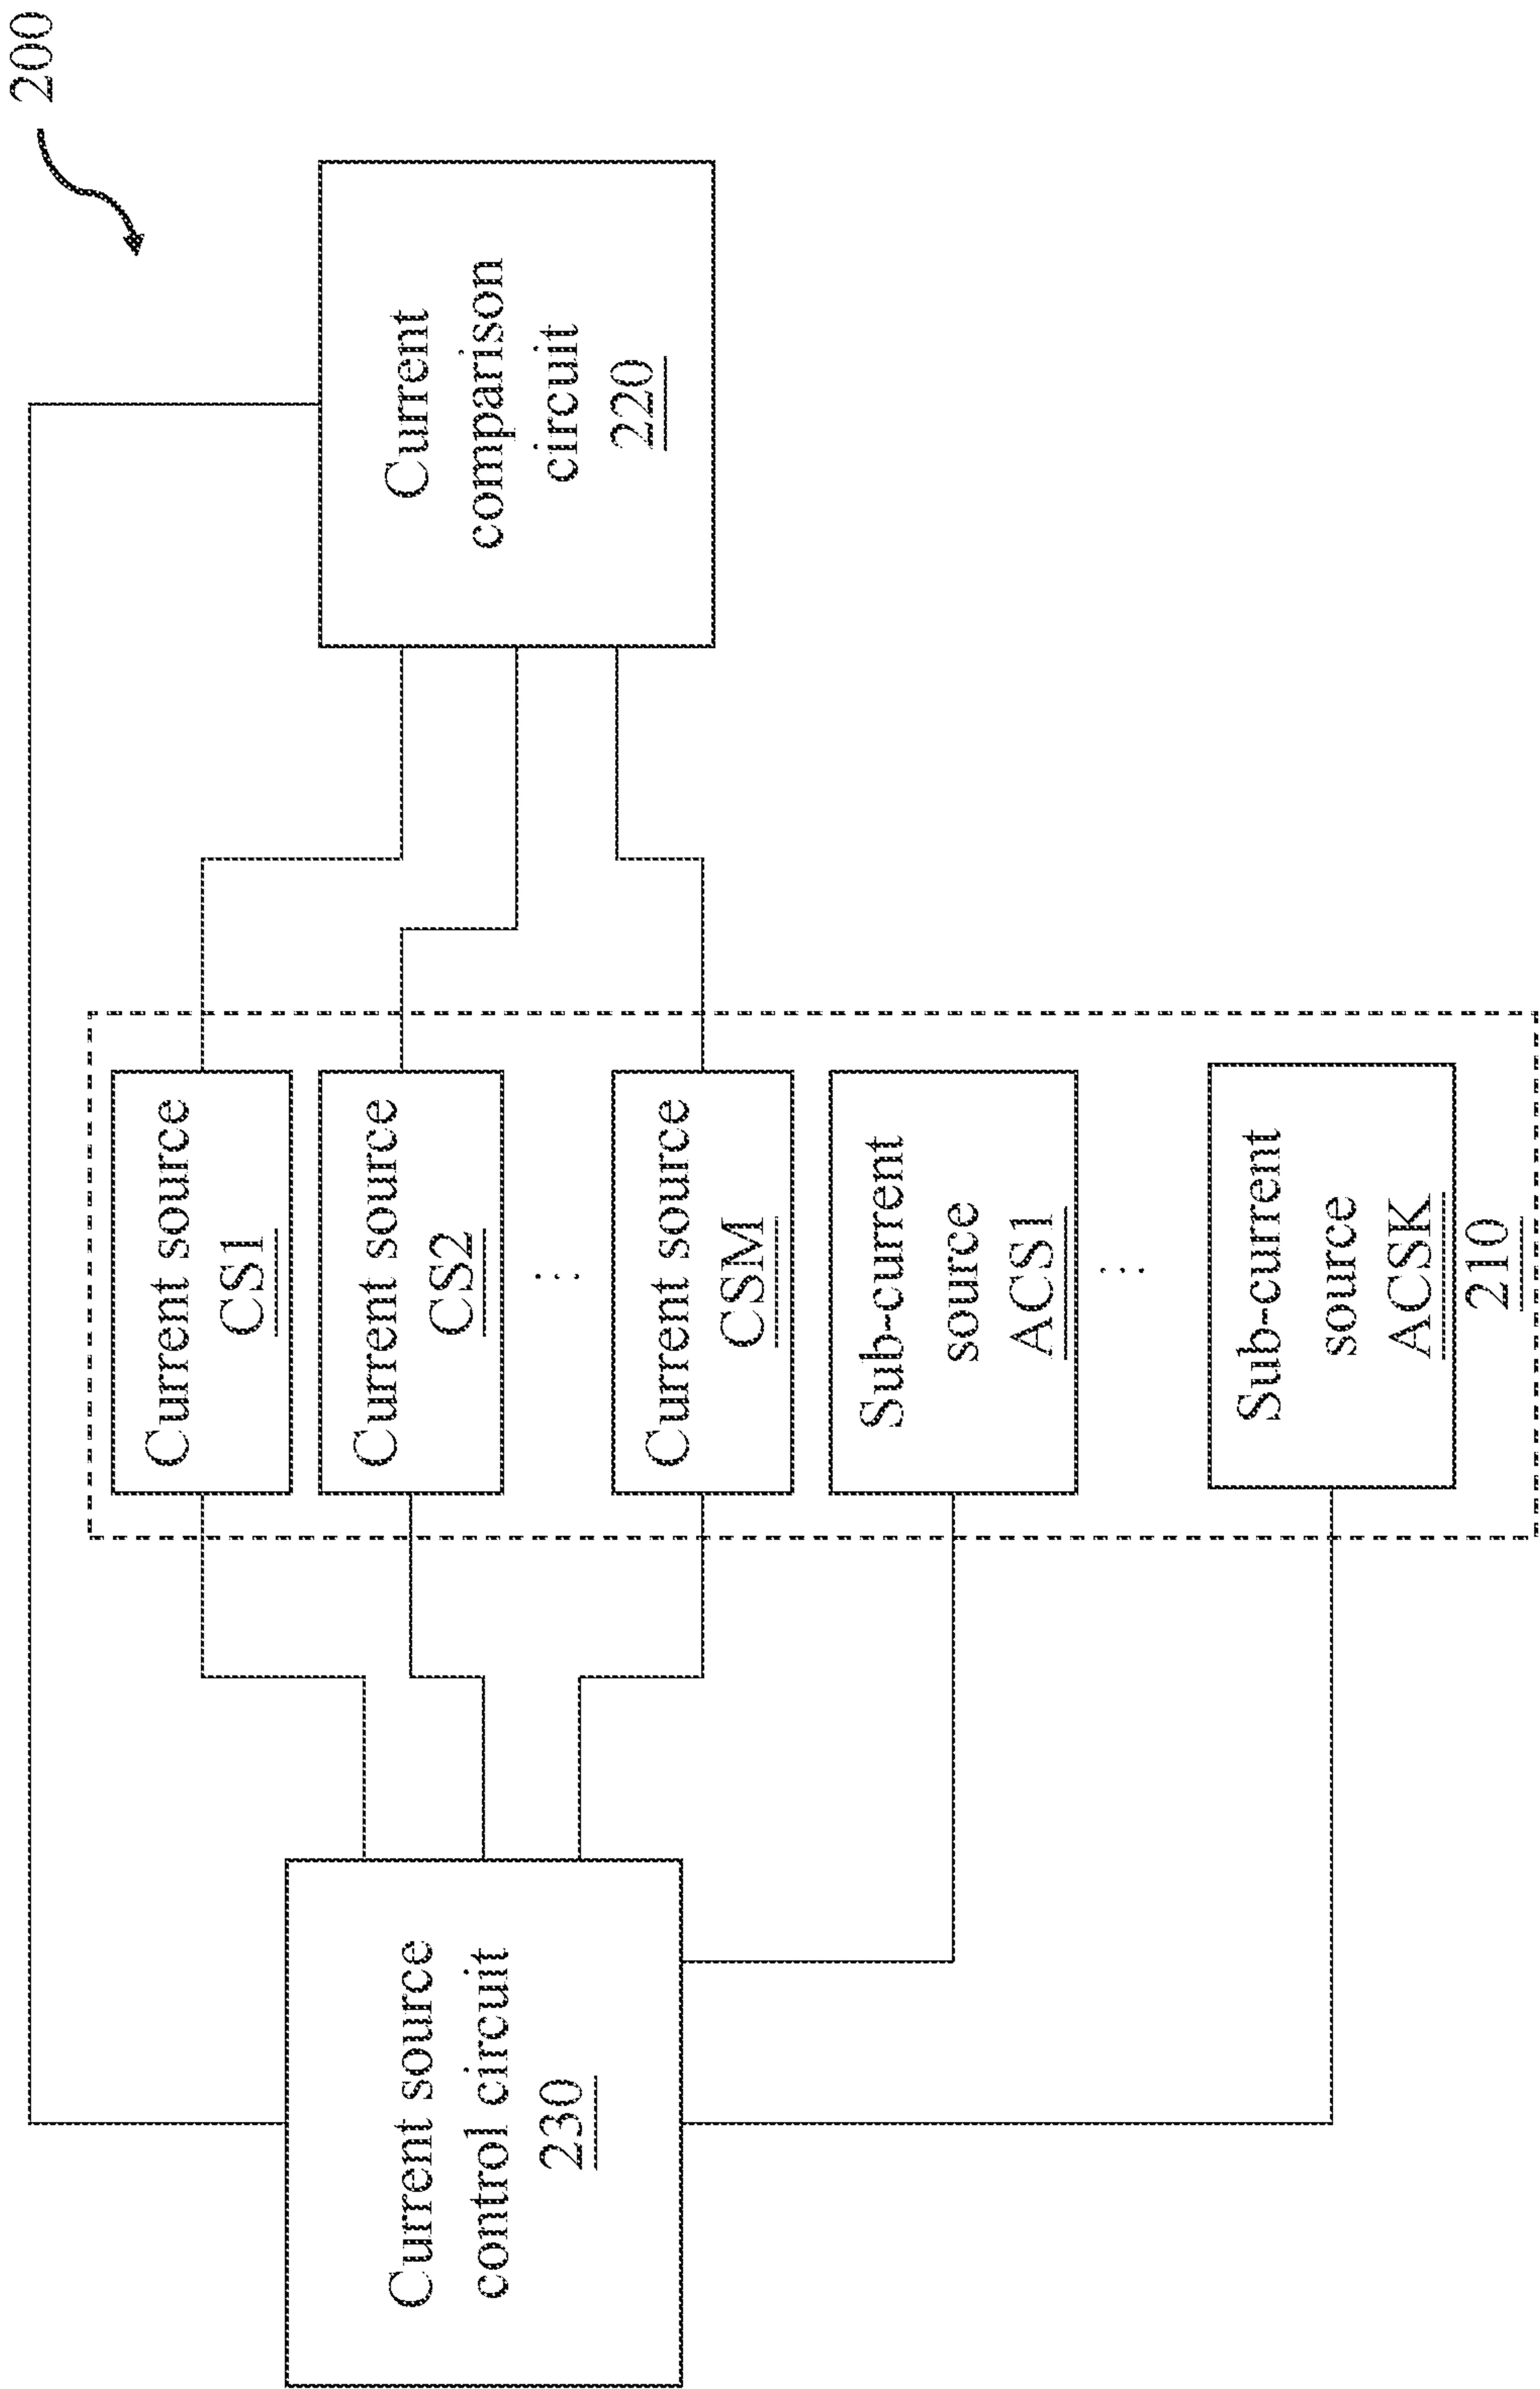 200
Current source
control circuit
230
Current source
CS1
Current source
CS2
⋮
Current source
CSM
Sub-current
source
ACS1
⋮
Sub-current
source
ACSK
210
Current
comparison
circuit
220